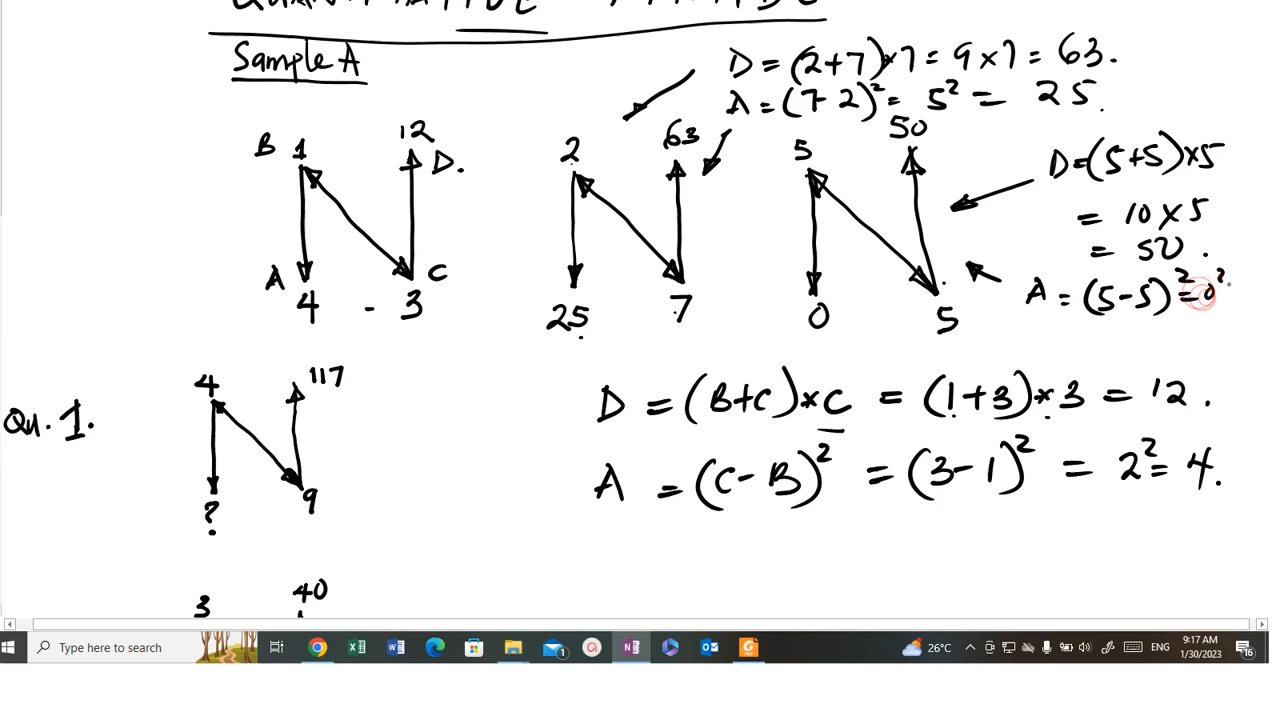 Sample A
D = (2+7)×7 = 9×7 = 63.
A = (7-2)² = 5² = 25.
B 1 12 D.
A 4 - 3 C
2 63
25 7
5 50
0 5
D=(5+5)×5
= 10×5
= 50.
A = (5-5)²=0²
Qu. 1.
4 117
? 9
D = (B+C)×C = (1+3)×3 = 12.
A = (C-B)² = (3-1)² = 2²= 4.
3 40
Type here to search
1
26°C
ENG
9:17 AM
1/30/2023
16